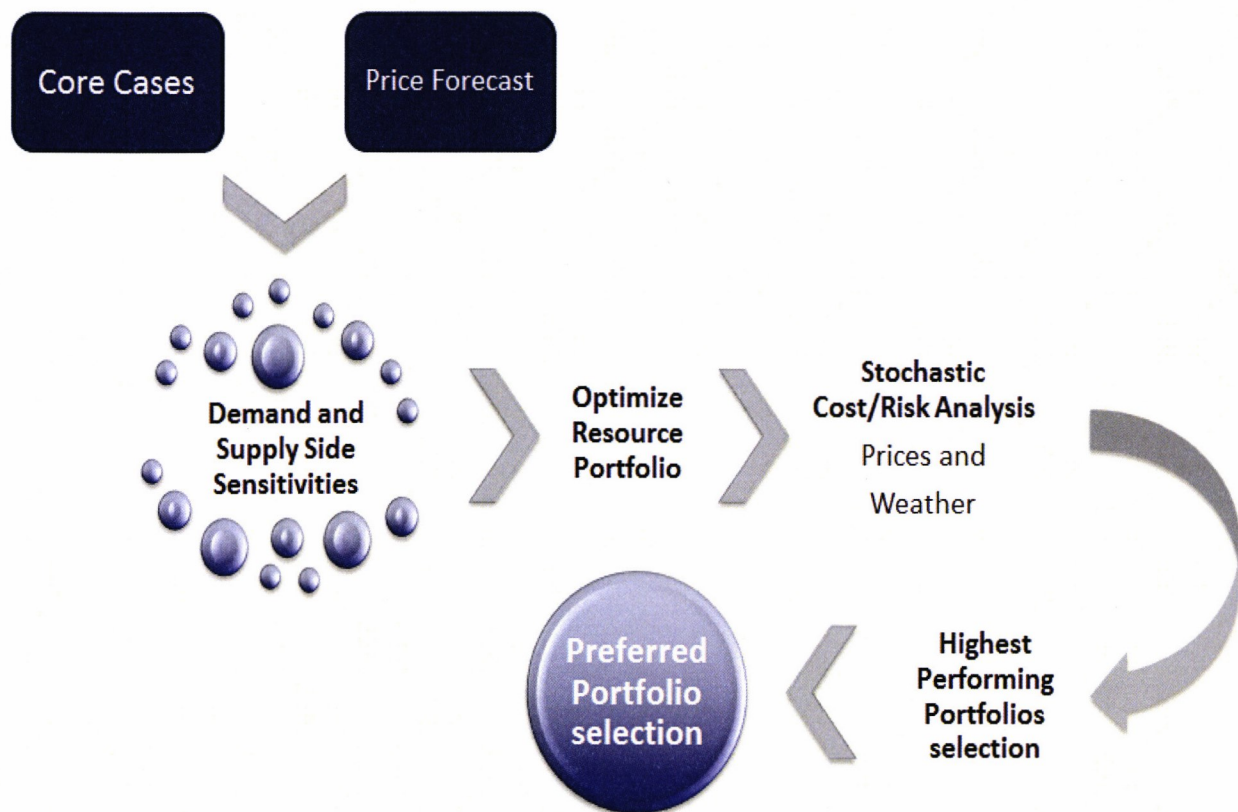 Core Cases
Price Forecast
Demand and
Supply Side
Sensitivities
Optimize
Resource
Portfolio
Stochastic
Cost/Risk Analysis
Prices and
Weather
Highest
Performing
Portfolios
selection
Preferred
Portfolio
selection